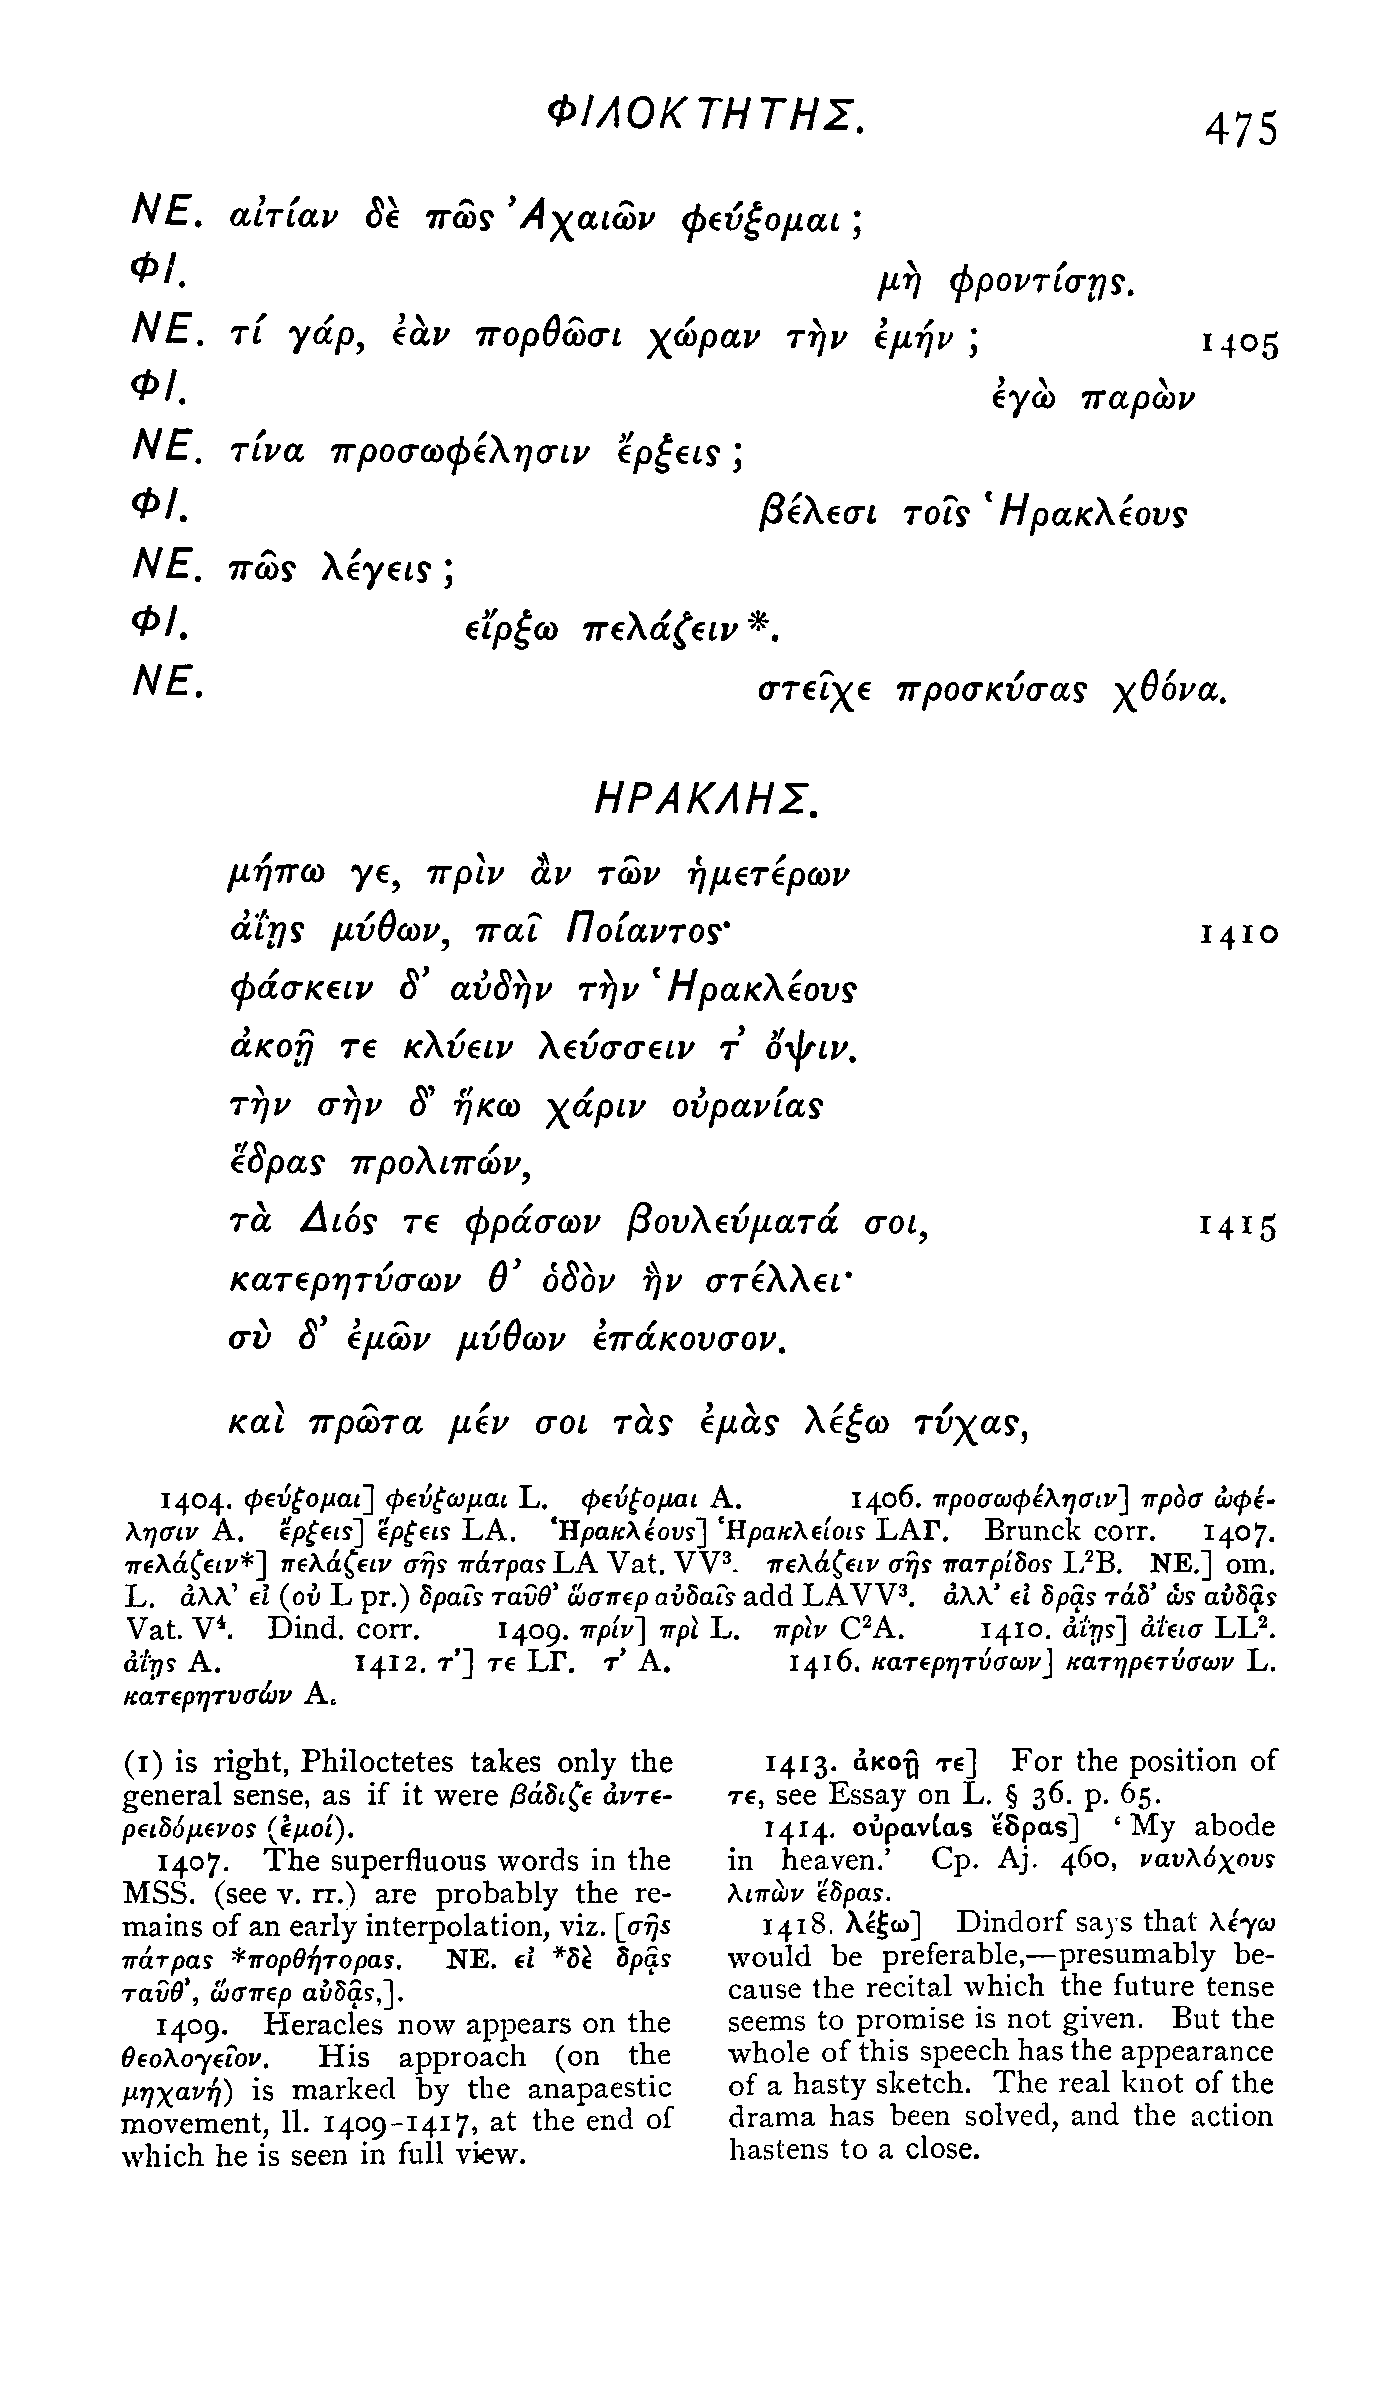 ΦΙΛΟΚΤΗΤΗΣ.
475
ΝΕ. αἰτίαν δὲ πῶς Ἀχαιῶν φεύξομαι;
ΦΙ. μὴ φροντίσῃς.
ΝΕ. τί γάρ, ἐὰν πορθῶσι χώραν τὴν ἐμήν; 1405
ΦΙ. ἐγὼ παρὼν
ΝΕ. τίνα προσωφέλησιν ἔρξεις;
ΦΙ. βέλεσι τοῖς Ἡρακλέους
ΝΕ. πῶς λέγεις;
ΦΙ. εἴρξω πελάζειν*.
ΝΕ. στεῖχε προσκύσας χθόνα.
ΗΡΑΚΛΗΣ.
μήπω γε, πρὶν ἂν τῶν ἡμετέρων
ἀΐῃς μύθων, παῖ Ποίαντος· 1410
φάσκειν δ’ αὐδὴν τὴν Ἡρακλέους
ἀκοῇ τε κλύειν λεύσσειν τ’ ὄψιν.
τὴν σὴν δ’ ἥκω χάριν οὐρανίας
ἕδρας προλιπών,
τὰ Διός τε φράσων βουλεύματά σοι, 1415
κατερητύσων θ’ ὁδὸν ἣν στέλλει·
σὺ δ’ ἐμῶν μύθων ἐπάκουσον.
καὶ πρῶτα μέν σοι τὰς ἐμὰς λέξω τύχας,
1404. φεύξομαι] φεύξωμαι L. φεύξομαι A. 1406. προσωφέλησιν] πρὸσ ὠφέ-
λησιν A. ἔρξεις] ἕρξεις LA. Ἡρακλέους] Ἡρακλείοις LAΓ. Brunck corr. 1407.
πελάζειν*] πελάζειν σῆς πάτρας LA Vat. VV³. πελάζειν σῆς πατρίδος L²B. ΝΕ.] om.
L. ἀλλ’ εἰ (οὐ L pr.) δραῖς ταῦθ’ ὥσπερ αὐδαῖς add LAVV³. ἀλλ’ εἰ δρᾷς τάδ’ ὡς αὐδᾷς
Vat. V⁴. Dind. corr. 1409. πρίν] πρὶ L. πρὶν C²A. 1410. ἀΐῃς] ἀΐεισ LL².
ἀΐῃς A. 1412. τ’] τε LΓ. τ’ A. 1416. κατερητύσων] κατηρετύσων L.
κατερητυσών A.
(1) is right, Philoctetes takes only the
general sense, as if it were βάδιζε ἀντε-
ρειδόμενος (ἐμοί).
1407. The superfluous words in the
MSS. (see v. rr.) are probably the re-
mains of an early interpolation, viz. [σῆς
πάτρας *πορθήτορας. ΝΕ. εἰ *δὲ δρᾷς
ταῦθ’, ὥσπερ αὐδᾷς,].
1409. Heracles now appears on the
θεολογεῖον. His approach (on the
μηχανή) is marked by the anapaestic
movement, ll. 1409-1417, at the end of
which he is seen in full view.
1413. ἀκοῇ τε] For the position of
τε, see Essay on L. § 36. p. 65.
1414. οὐρανίας ἕδρας] ‘My abode
in heaven.’ Cp. Aj. 460, ναυλόχους
λιπὼν ἕδρας.
1418. λέξω] Dindorf says that λέγω
would be preferable,—presumably be-
cause the recital which the future tense
seems to promise is not given. But the
whole of this speech has the appearance
of a hasty sketch. The real knot of the
drama has been solved, and the action
hastens to a close.